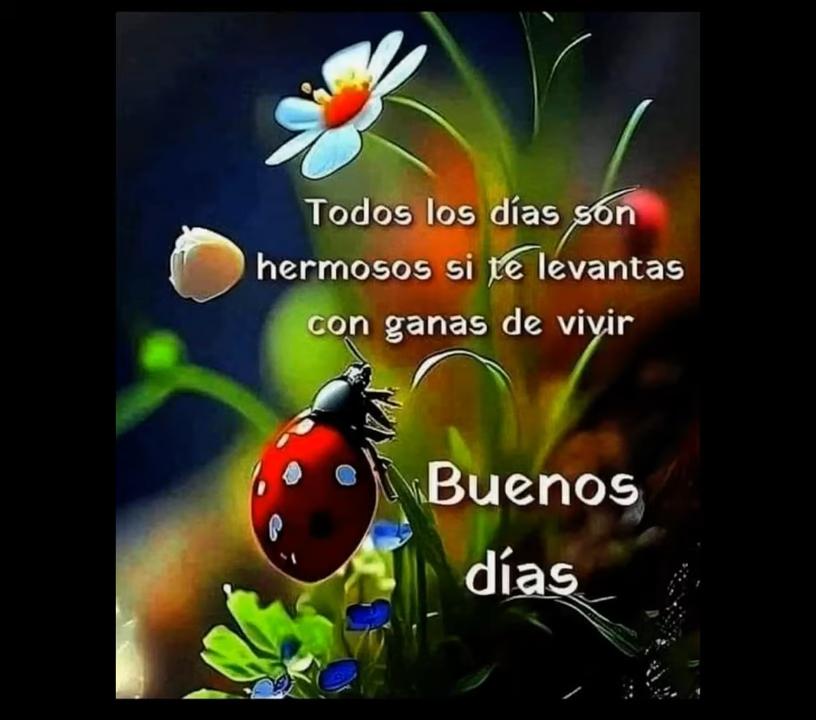 Todos los días son
hermosos si te levantas
con ganas de vivir
Buenos
días